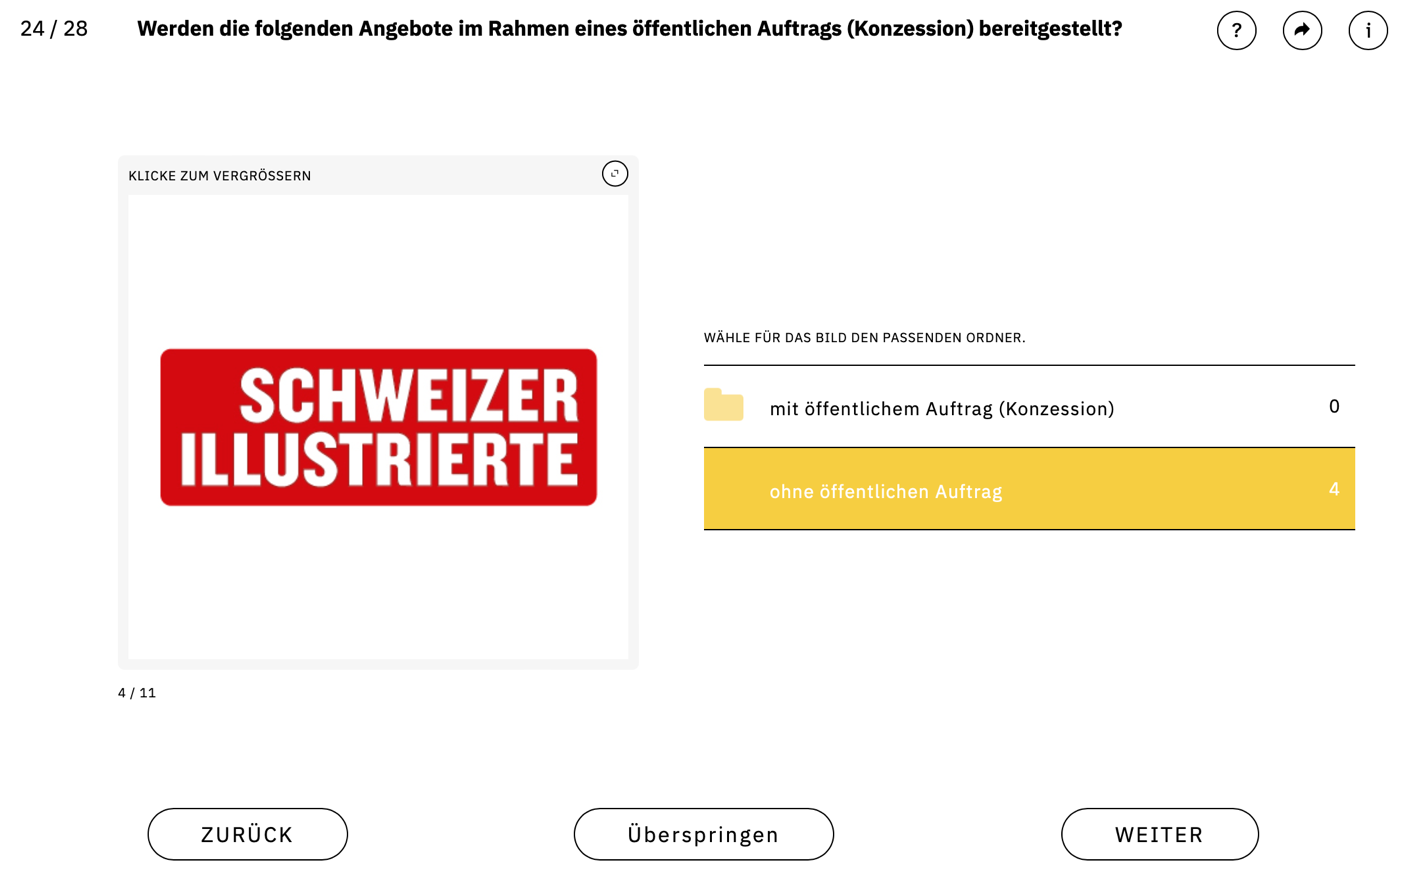 24 / 28
Werden die folgenden Angebote im Rahmen eines öffentlichen Auftrags (Konzession) bereitgestellt?
?
i
KLICKE ZUM VERGRÖSSERN
SCHWEIZER
ILLUSTRIERTE
4 / 11
WÄHLE FÜR DAS BILD DEN PASSENDEN ORDNER.
mit öffentlichem Auftrag (Konzession) 0
ohne öffentlichen Auftrag 4
ZURÜCK
Überspringen
WEITER